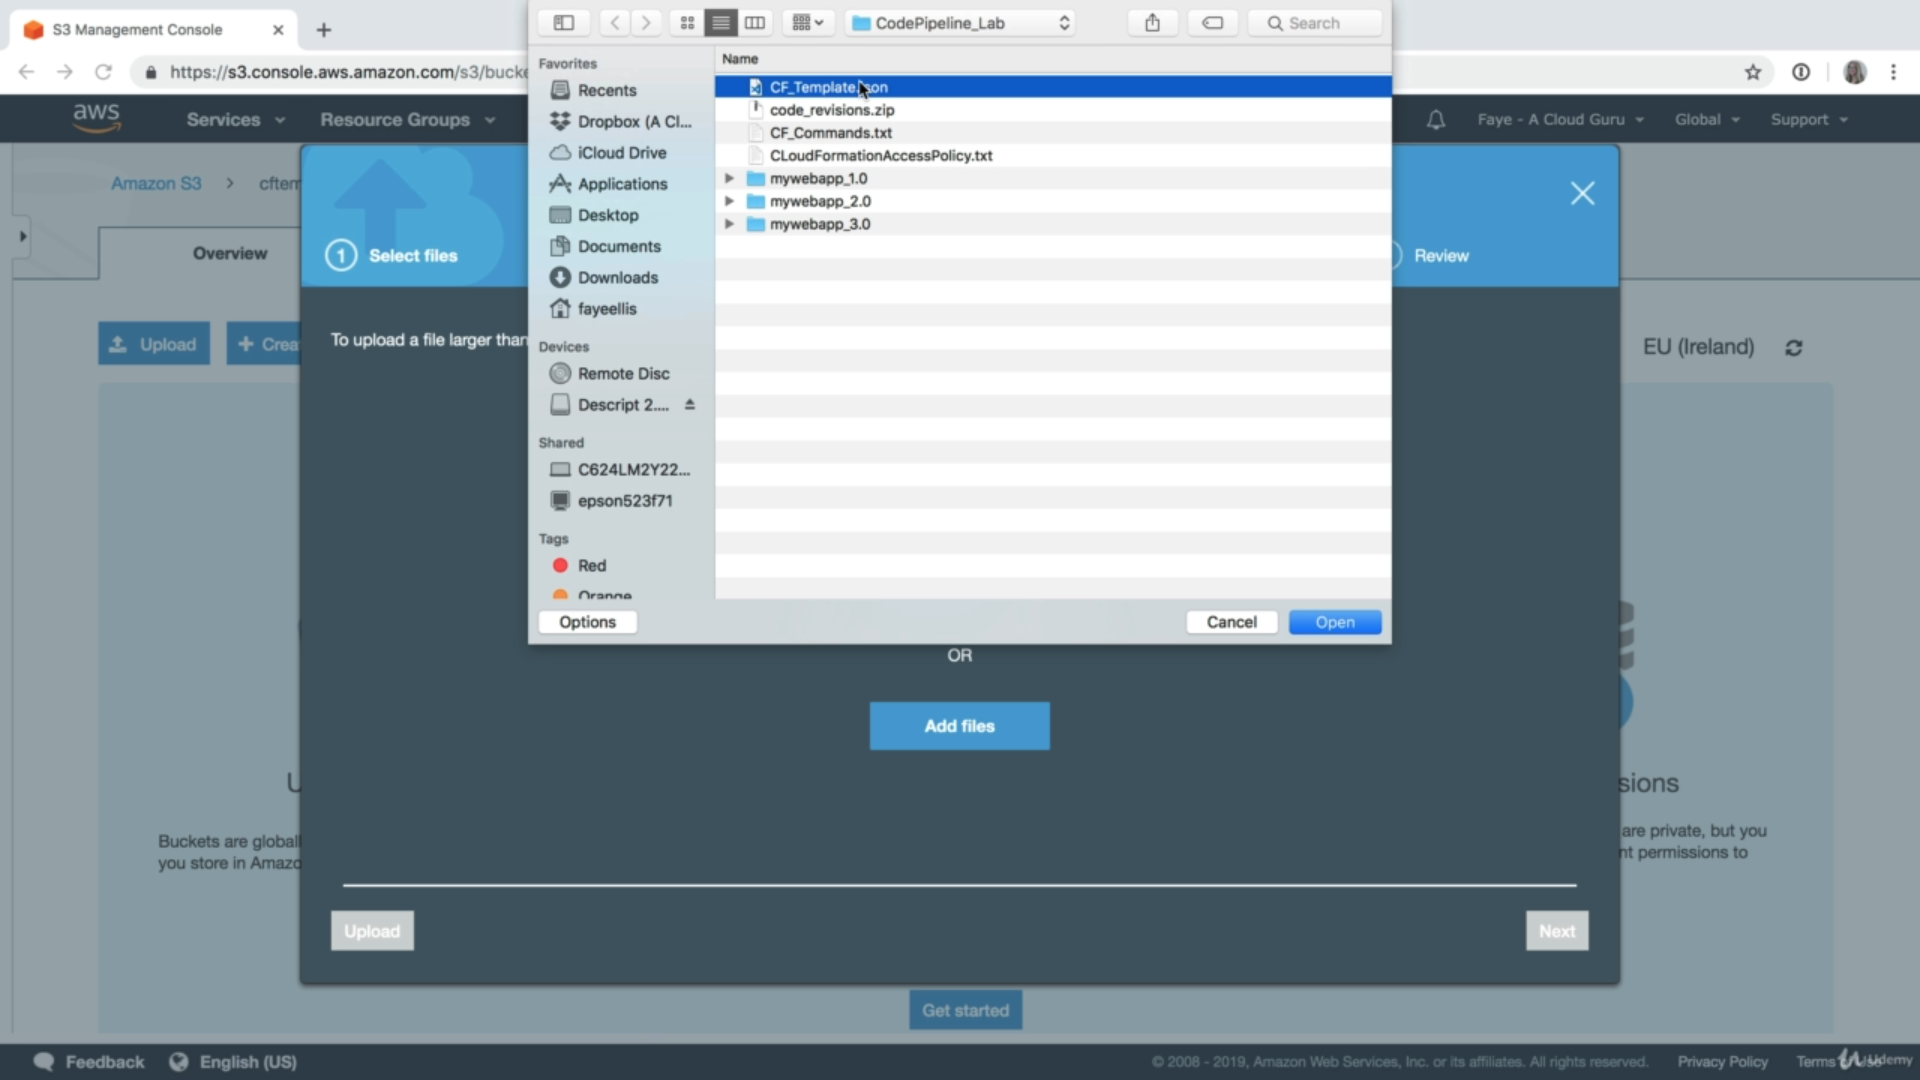 S3 Management Console
CodePipeline_Lab
Search
https://s3.console.aws.amazon.com/s3/bucke
Name
Favorites
Recents
Dropbox (A Cl...
iCloud Drive
Applications
Desktop
Documents
Downloads
fayeellis
Devices
Remote Disc
Descript 2....
Shared
C624LM2Y22...
epson523f71
Tags
Red
Orange
code_revisions.zip
CF_Commands.txt
CLoudFormationAccessPolicy.txt
mywebapp_1.0
mywebapp_2.0
mywebapp_3.0
Options
Cancel
Open
aws
Services
Resource Groups
Faye - A Cloud Guru
Global
Support
Amazon S3 > cftem
Overview
1 Select files
Review
Upload
+ Crea
To upload a file larger than
EU (Ireland)
OR
Add files
U
sions
Buckets are globall
you store in Amazo
are private, but you
nt permissions to
Upload
Next
Get started
Feedback
English (US)
© 2008 - 2019, Amazon Web Services, Inc. or its affiliates. All rights reserved.
Privacy Policy
Terms
Udemy